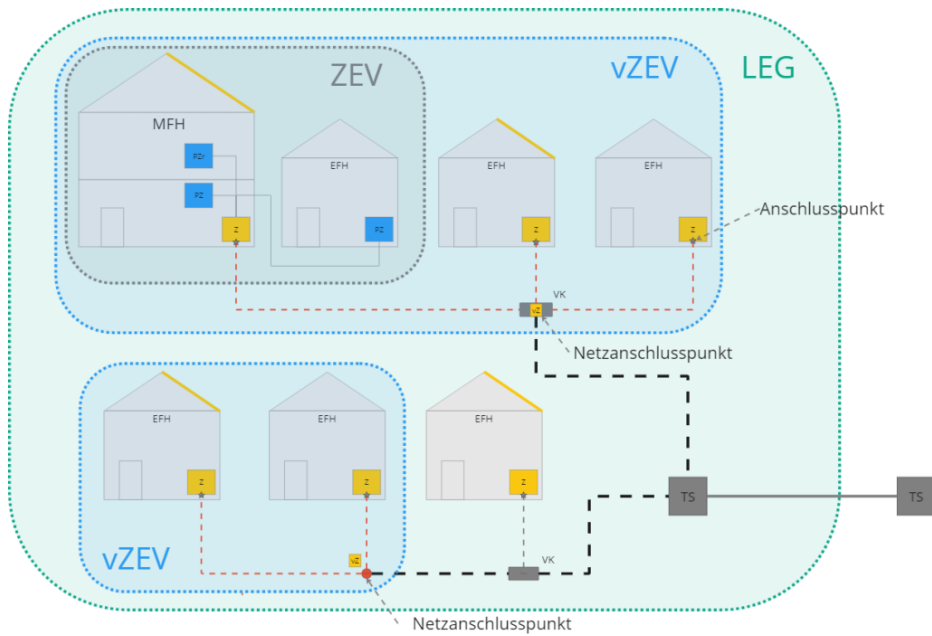 ZEV
vZEV
LEG
MFH
PZr
EFH
EFH
EFH
PZ
Z
PZ
Z
Z
Anschlusspunkt
VK
vZ
Netzanschlusspunkt
EFH
EFH
EFH
Z
Z
Z
TS
TS
vZEV
vZ
VK
Netzanschlusspunkt